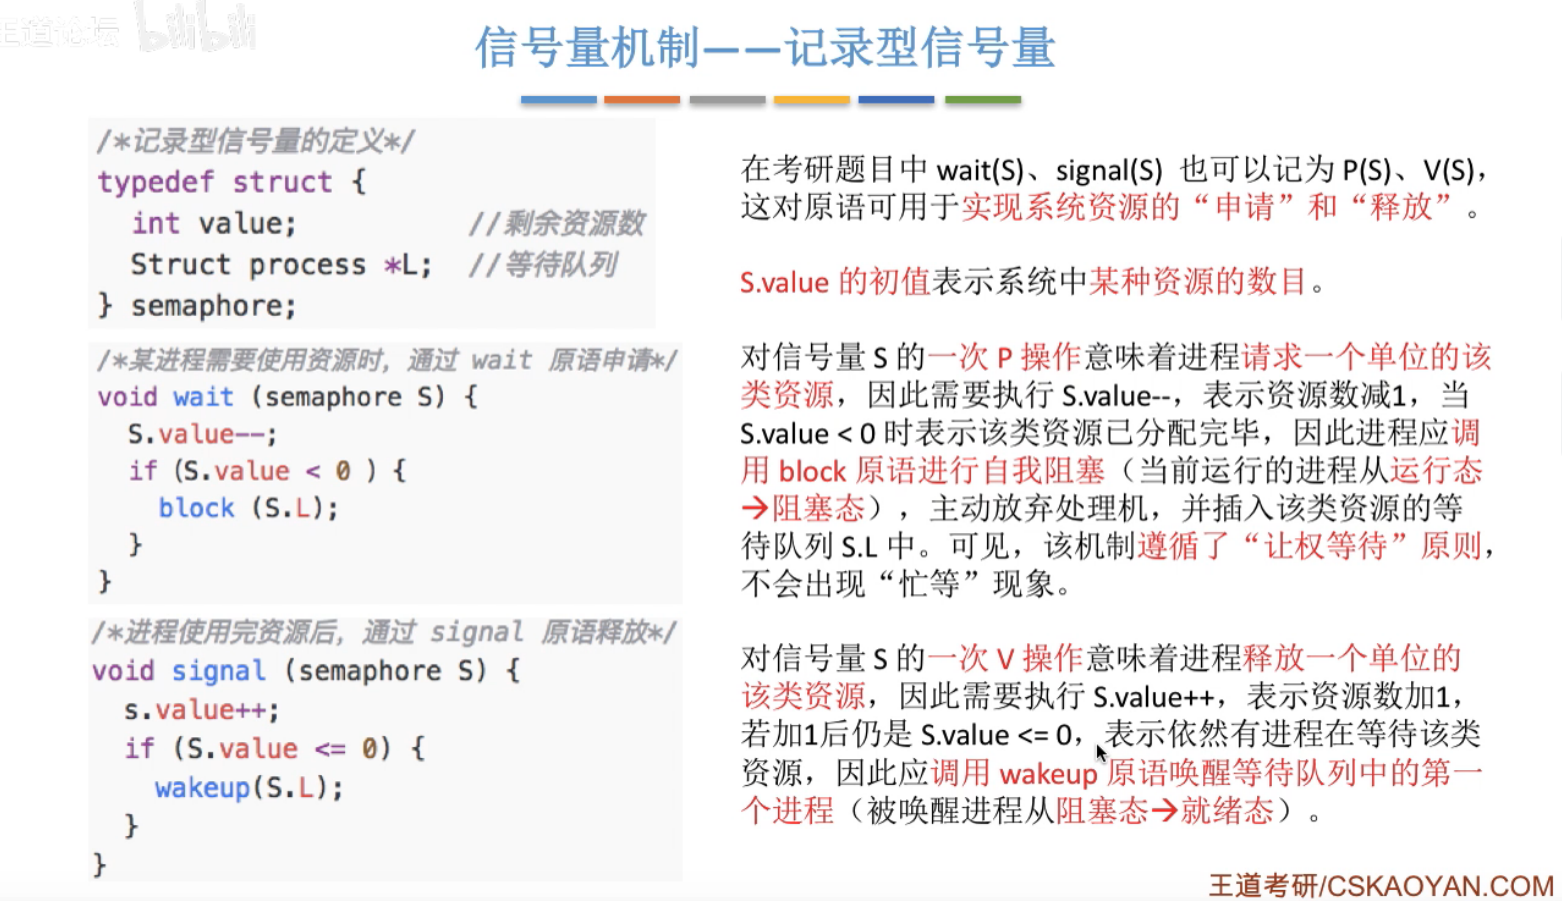 王道论坛 bilibili
信号量机制——记录型信号量
/*记录型信号量的定义*/
typedef struct {
int value; //剩余资源数
Struct process *L; //等待队列
} semaphore;
/*某进程需要使用资源时，通过 wait 原语申请*/
void wait (semaphore S) {
S.value--;
if (S.value < 0 ) {
block (S.L);
}
}
/*进程使用完资源后，通过 signal 原语释放*/
void signal (semaphore S) {
s.value++;
if (S.value <= 0) {
wakeup(S.L);
}
}
在考研题目中 wait(S)、signal(S) 也可以记为 P(S)、V(S)，
这对原语可用于实现系统资源的“申请”和“释放”。
S.value 的初值表示系统中某种资源的数目。
对信号量 S 的一次 P 操作意味着进程请求一个单位的该
类资源，因此需要执行 S.value--，表示资源数减1，当
S.value < 0 时表示该类资源已分配完毕，因此进程应调
用 block 原语进行自我阻塞（当前运行的进程从运行态
→阻塞态），主动放弃处理机，并插入该类资源的等
待队列 S.L 中。可见，该机制遵循了“让权等待”原则，
不会出现“忙等”现象。
对信号量 S 的一次 V 操作意味着进程释放一个单位的
该类资源，因此需要执行 S.value++，表示资源数加1，
若加1后仍是 S.value <= 0，表示依然有进程在等待该类
资源，因此应调用 wakeup 原语唤醒等待队列中的第一
个进程（被唤醒进程从阻塞态→就绪态）。
王道考研/CSKAOYAN.COM